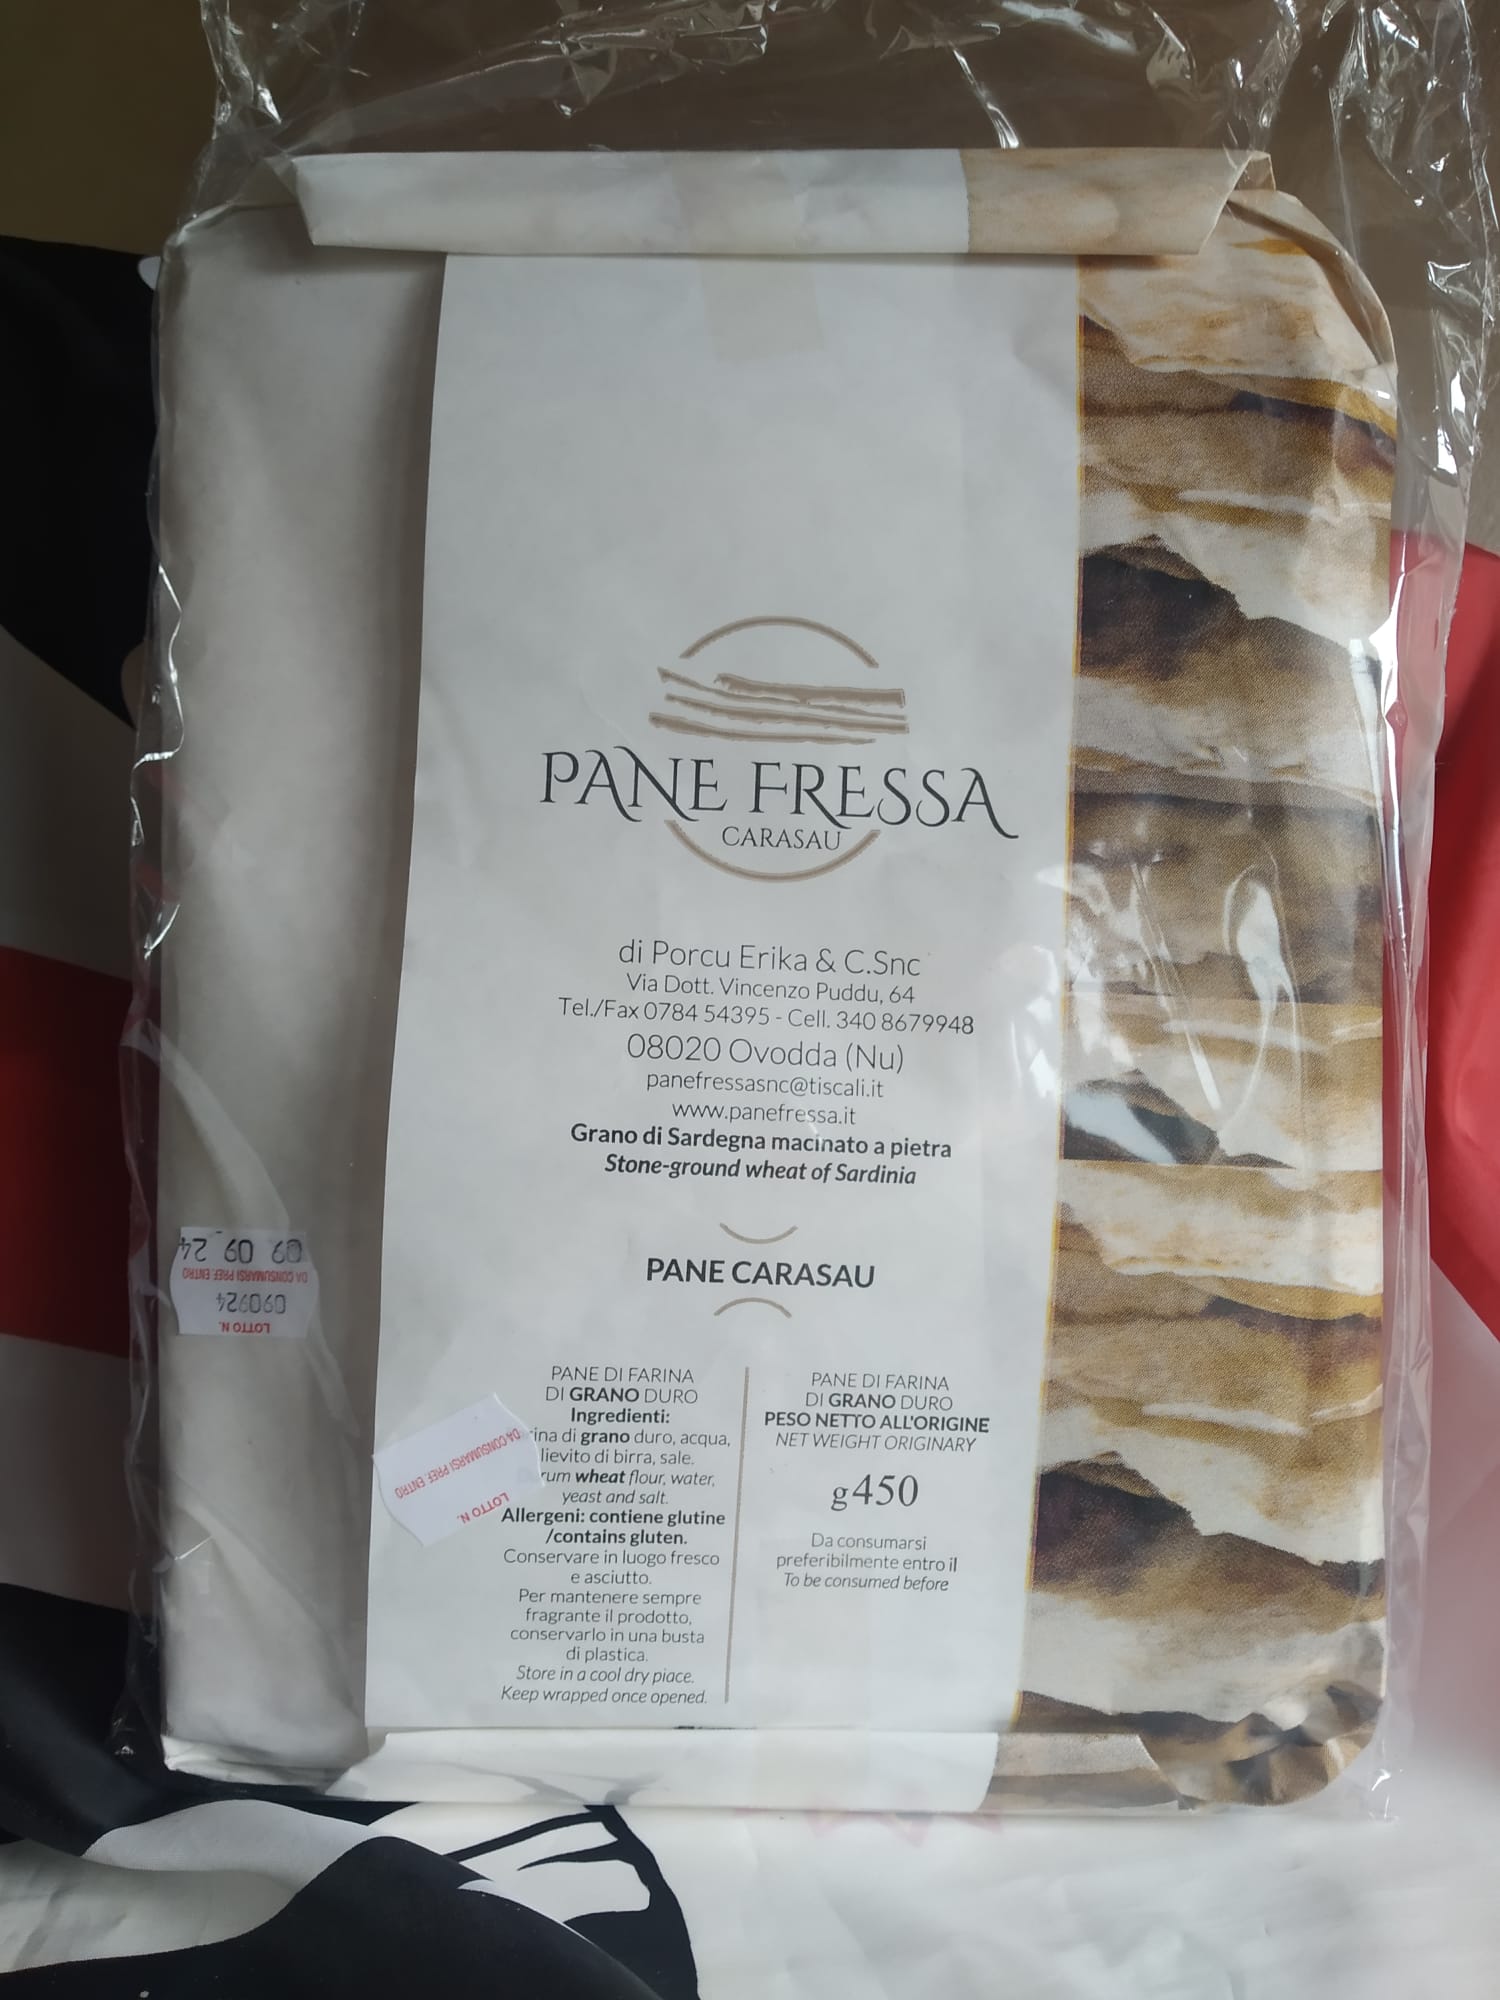 PANE FRESSA
CARASAU
di Porcu Erika & C.Snc
Via Dott. Vincenzo Puddu, 64
Tel./Fax 0784 54395 - Cell. 340 8679948
08020 Ovodda (Nu)
panefressasnc@tiscali.it
www.panefressa.it
Grano di Sardegna macinato a pietra
Stone-ground wheat of Sardinia
PANE CARASAU
PANE DI FARINA
DI GRANO DURO
Ingredienti:
di grano duro, acqua,
lievito di birra, sale.
wheat flour, water,
yeast and salt.
Allergeni: contiene glutine
/contains gluten.
Conservare in luogo fresco
e asciutto.
Per mantenere sempre
fragrante il prodotto,
conservarlo in una busta
di plastica.
Store in a cool dry place.
Keep wrapped once opened.
PANE DI FARINA
DI GRANO DURO
PESO NETTO ALL'ORIGINE
NET WEIGHT ORIGINARY
g450
Da consumarsi
preferibilmente entro il
To be consumed before
LOTTO N.
090924
DA CONSUMARSI PREF. ENTRO
09 09 24
LOTTO N.
DA CONSUMARSI PREF. ENTRO